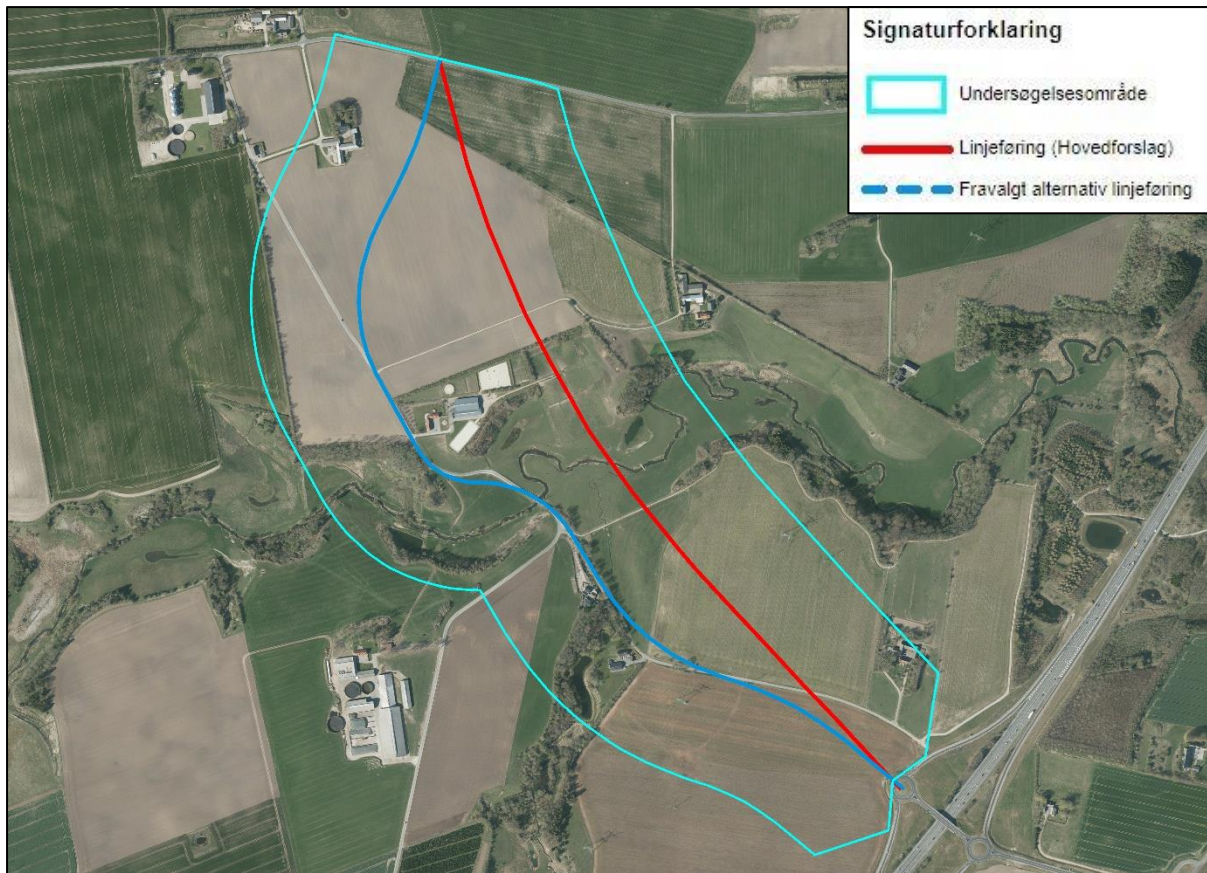 Signaturforklaring
Undersøgelsesområde
Linjeføring (Hovedforslag)
Fravalgt alternativ linjeføring